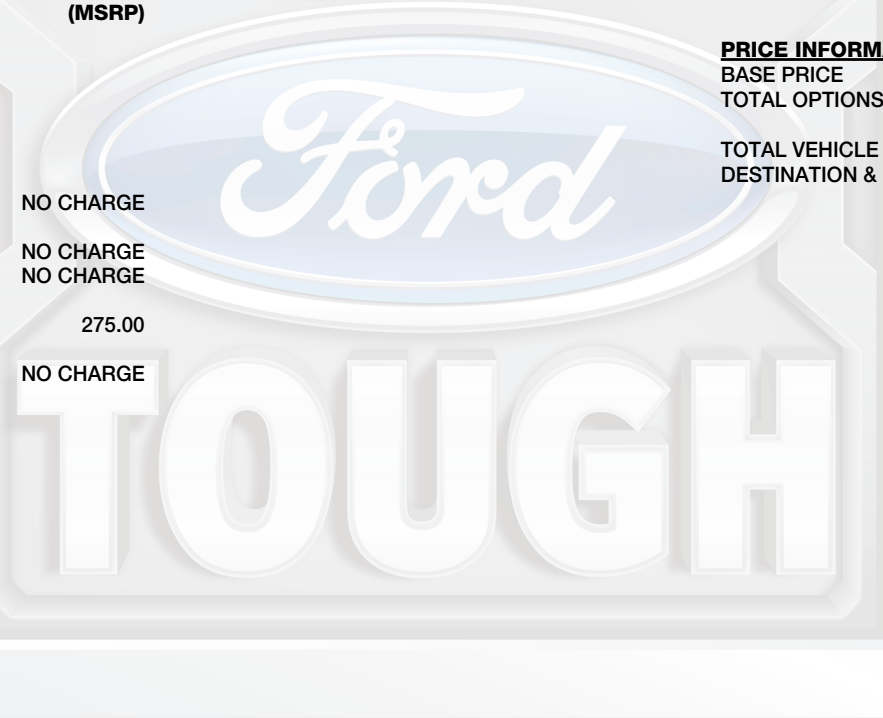 (MSRP)
NO CHARGE
NO CHARGE
NO CHARGE
275.00
NO CHARGE
PRICE INFORMA
BASE PRICE
TOTAL OPTIONS
TOTAL VEHICLE
DESTINATION &
Ford
TOUGH